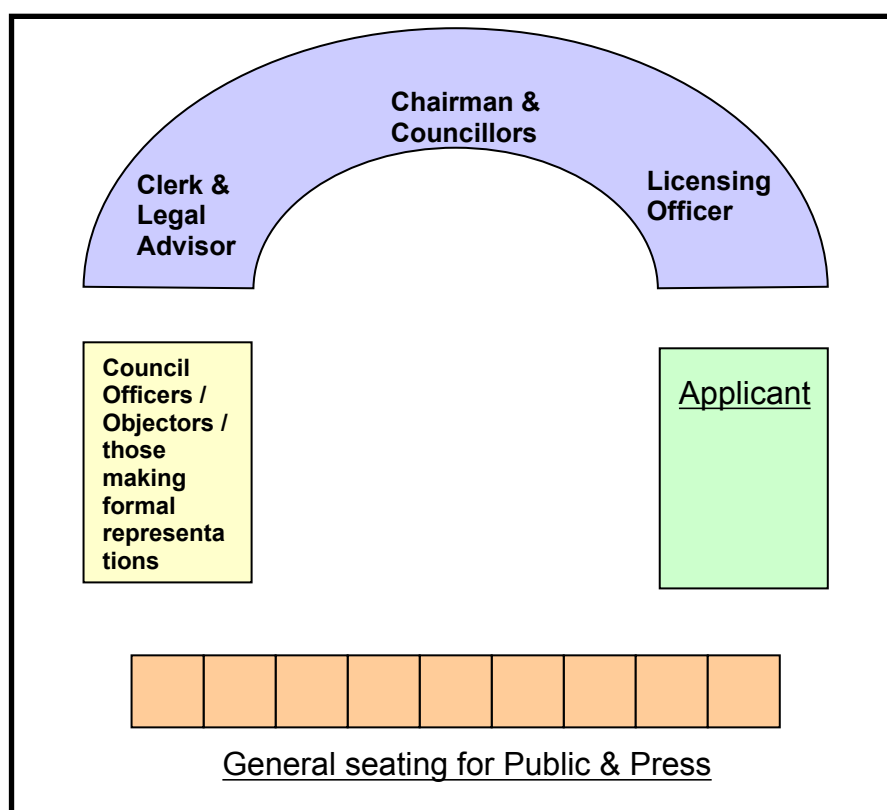 Chairman &
Councillors
Clerk &
Legal
Advisor
Licensing
Officer
Council
Officers /
Objectors /
those
making
formal
representa
tions
Applicant
General seating for Public & Press